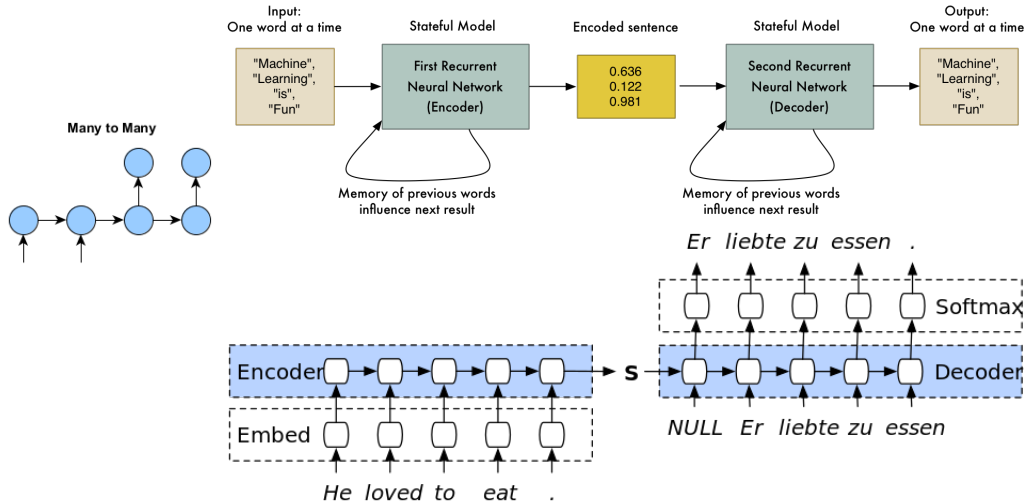 Input:
One word at a time
Stateful Model
Encoded sentence
Stateful Model
Output:
One word at a time
"Machine",
"Learning",
"is",
"Fun"
First Recurrent
Neural Network
(Encoder)
0.636
0.122
0.981
Second Recurrent
Neural Network
(Decoder)
"Machine",
"Learning",
"is",
"Fun"
Memory of previous words
influence next result
Memory of previous words
influence next result
Many to Many
Er liebte zu essen .
Softmax
Encoder
S
Decoder
NULL Er liebte zu essen
Embed
He loved to eat .